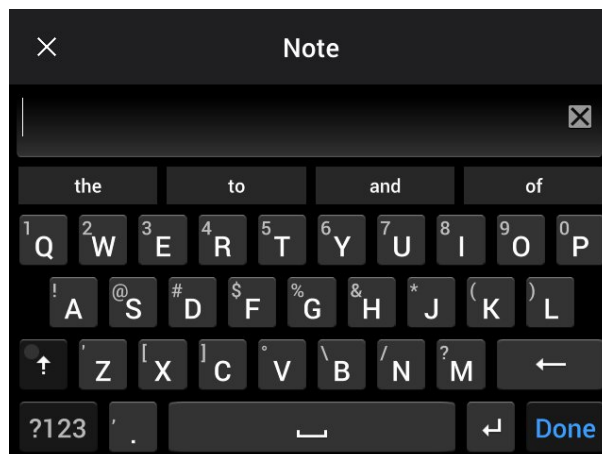 Note
the to and of
1Q 2W 3E 4R 5T 6Y 7U 8I 9O 0P
!A @S #D $F %G &H *J (K )L
'Z [X ]C °V \B /N ?M
?123 ' . Done